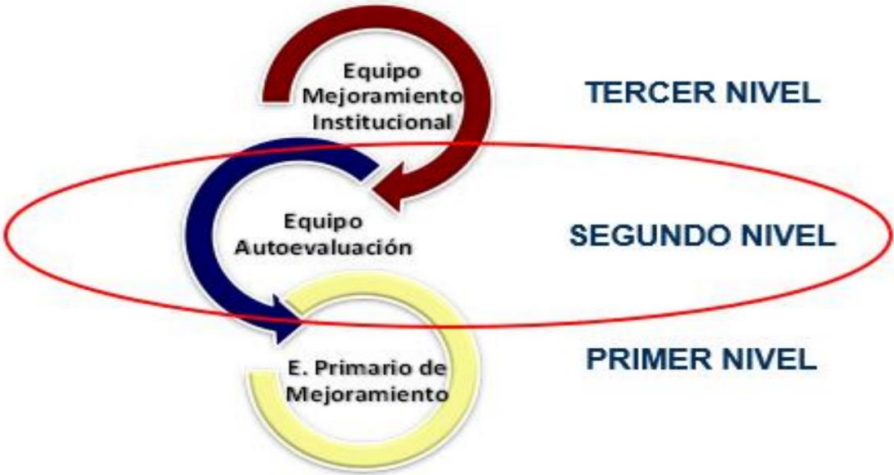 Equipo
Mejoramiento
Institucional
TERCER NIVEL
Equipo
Autoevaluación
SEGUNDO NIVEL
E. Primario de
Mejoramiento
PRIMER NIVEL